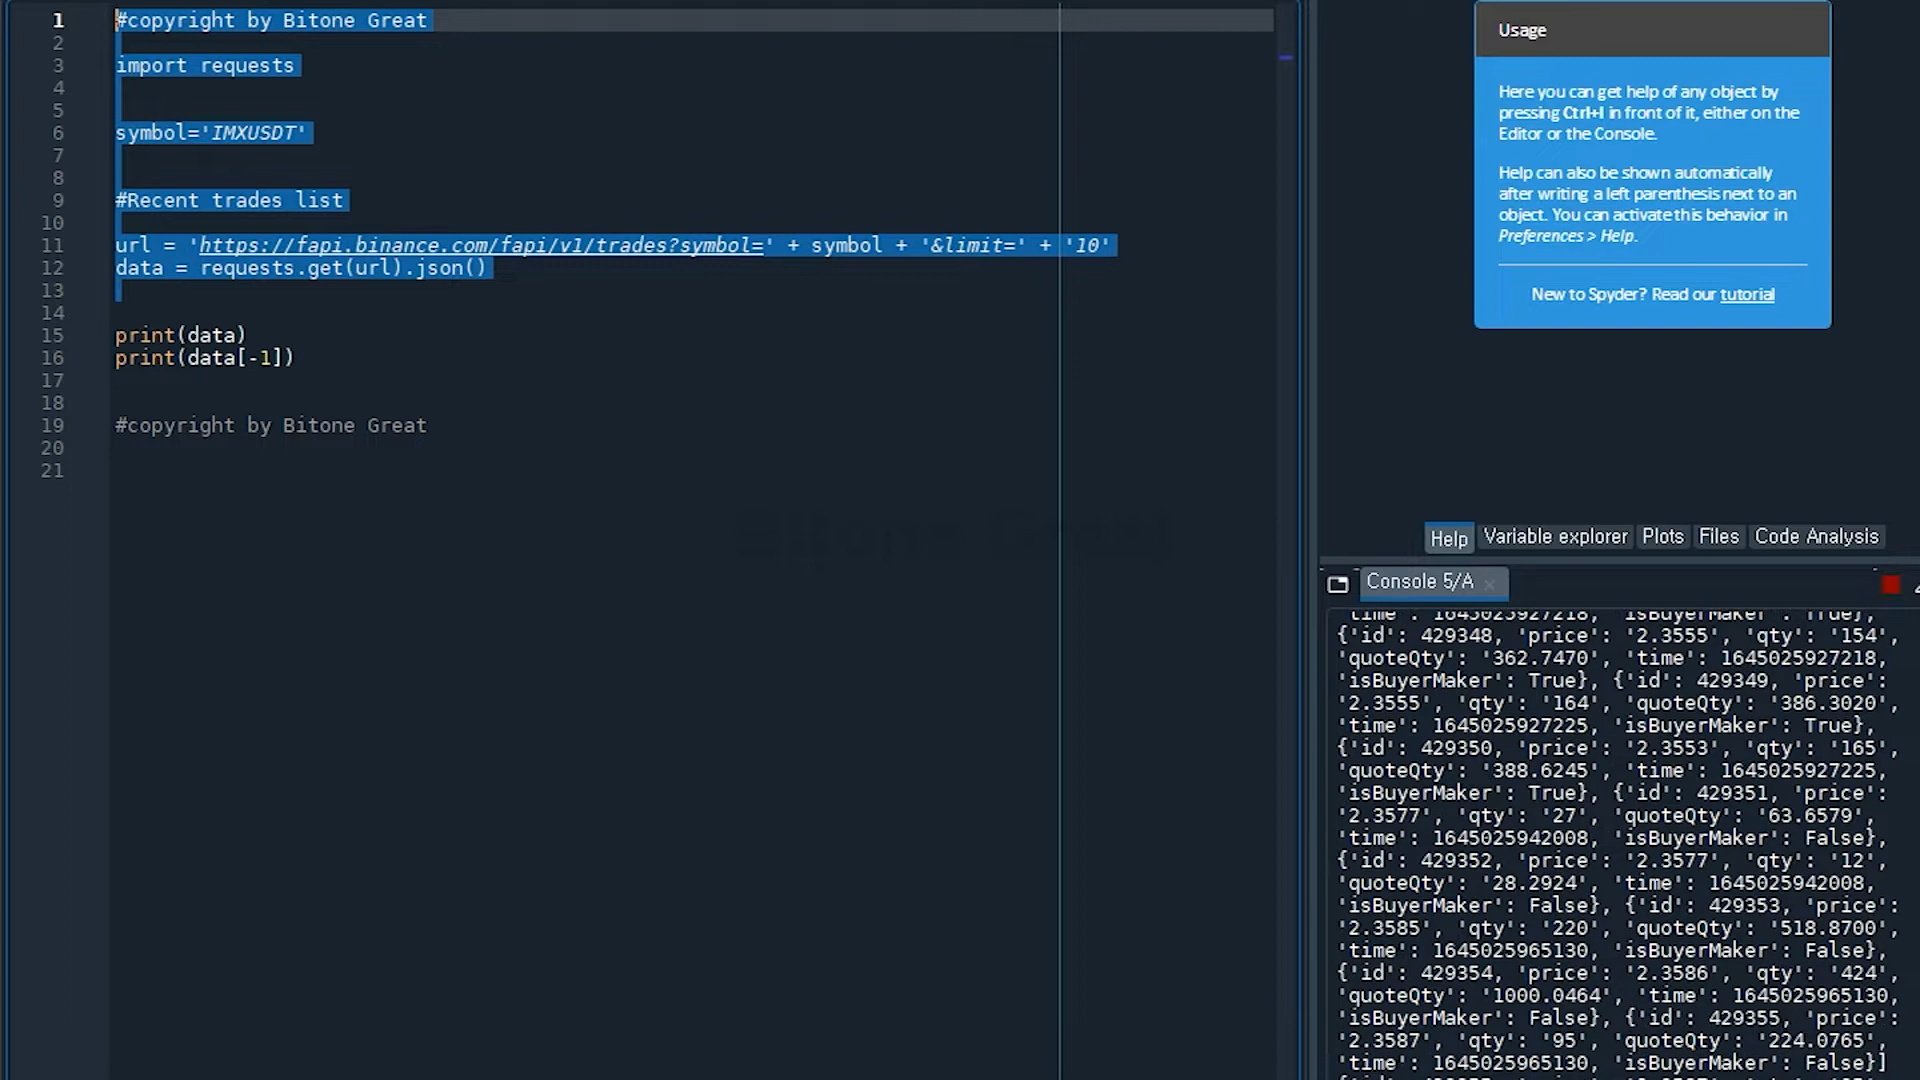 1 #copyright by Bitone Great
2
3 import requests
4
5
6 symbol='IMXUSDT'
7
8
9 #Recent trades list
10
11 url = 'https://fapi.binance.com/fapi/v1/trades?symbol=' + symbol + '&limit=' + '10'
12 data = requests.get(url).json()
13
14
15 print(data)
16 print(data[-1])
17
18
19 #copyright by Bitone Great
20
21
Usage
Here you can get help of any object by
pressing Ctrl+I in front of it, either on the
Editor or the Console.
Help can also be shown automatically
after writing a left parenthesis next to an
object. You can activate this behavior in
Preferences > Help.
New to Spyder? Read our tutorial
Help Variable explorer Plots Files Code Analysis
Console 5/A
'time': 1645025927218, 'isBuyerMaker': True},
{'id': 429348, 'price': '2.3555', 'qty': '154',
'quoteQty': '362.7470', 'time': 1645025927218,
'isBuyerMaker': True}, {'id': 429349, 'price':
'2.3555', 'qty': '164', 'quoteQty': '386.3020',
'time': 1645025927225, 'isBuyerMaker': True},
{'id': 429350, 'price': '2.3553', 'qty': '165',
'quoteQty': '388.6245', 'time': 1645025927225,
'isBuyerMaker': True}, {'id': 429351, 'price':
'2.3577', 'qty': '27', 'quoteQty': '63.6579',
'time': 1645025942008, 'isBuyerMaker': False},
{'id': 429352, 'price': '2.3577', 'qty': '12',
'quoteQty': '28.2924', 'time': 1645025942008,
'isBuyerMaker': False}, {'id': 429353, 'price':
'2.3585', 'qty': '220', 'quoteQty': '518.8700',
'time': 1645025965130, 'isBuyerMaker': False},
{'id': 429354, 'price': '2.3586', 'qty': '424',
'quoteQty': '1000.0464', 'time': 1645025965130,
'isBuyerMaker': False}, {'id': 429355, 'price':
'2.3587', 'qty': '95', 'quoteQty': '224.0765',
'time': 1645025965130, 'isBuyerMaker': False}]